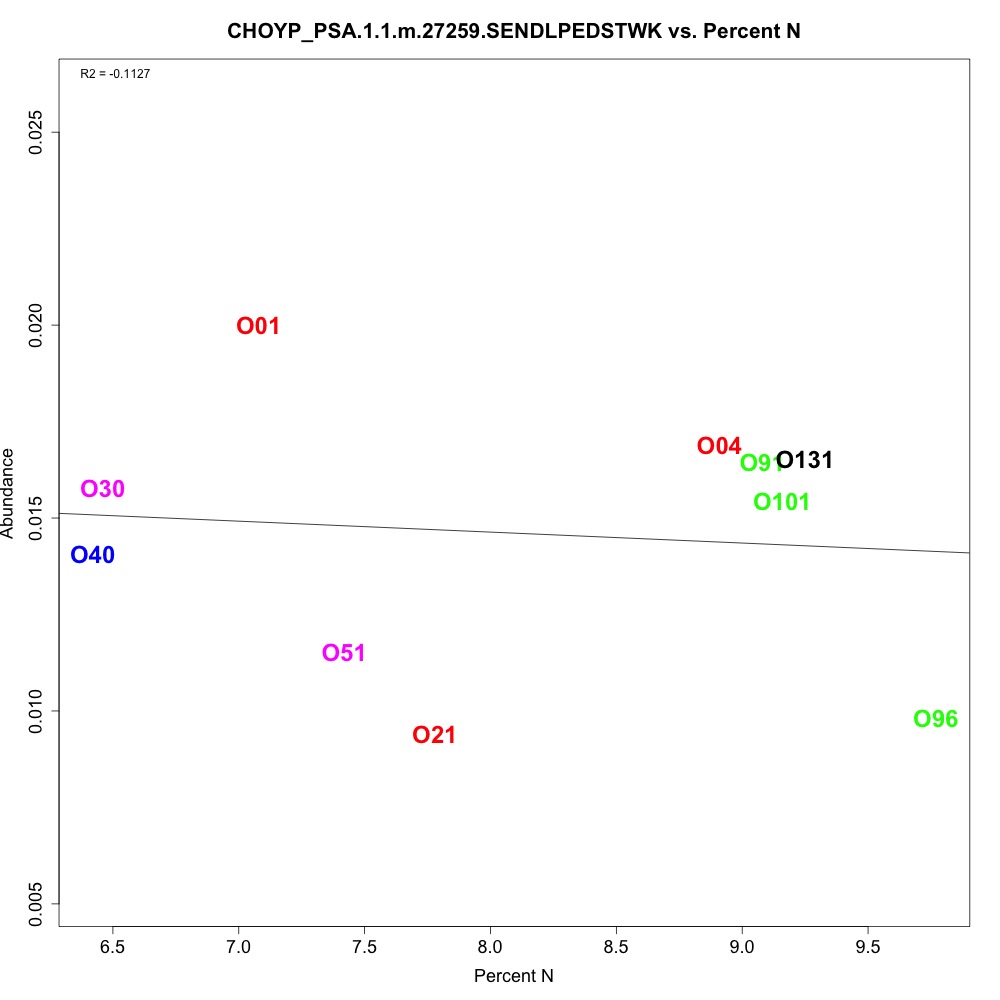 CHOYP_PSA.1.1.m.27259.SENDLPEDSTWK vs. Percent N
R2 = -0.1127
0.025
0.020
0.015
0.010
0.005
Abundance
O01
O04
O91
O131
O30
O101
O40
O51
O96
O21
6.5 7.0 7.5 8.0 8.5 9.0 9.5
Percent N